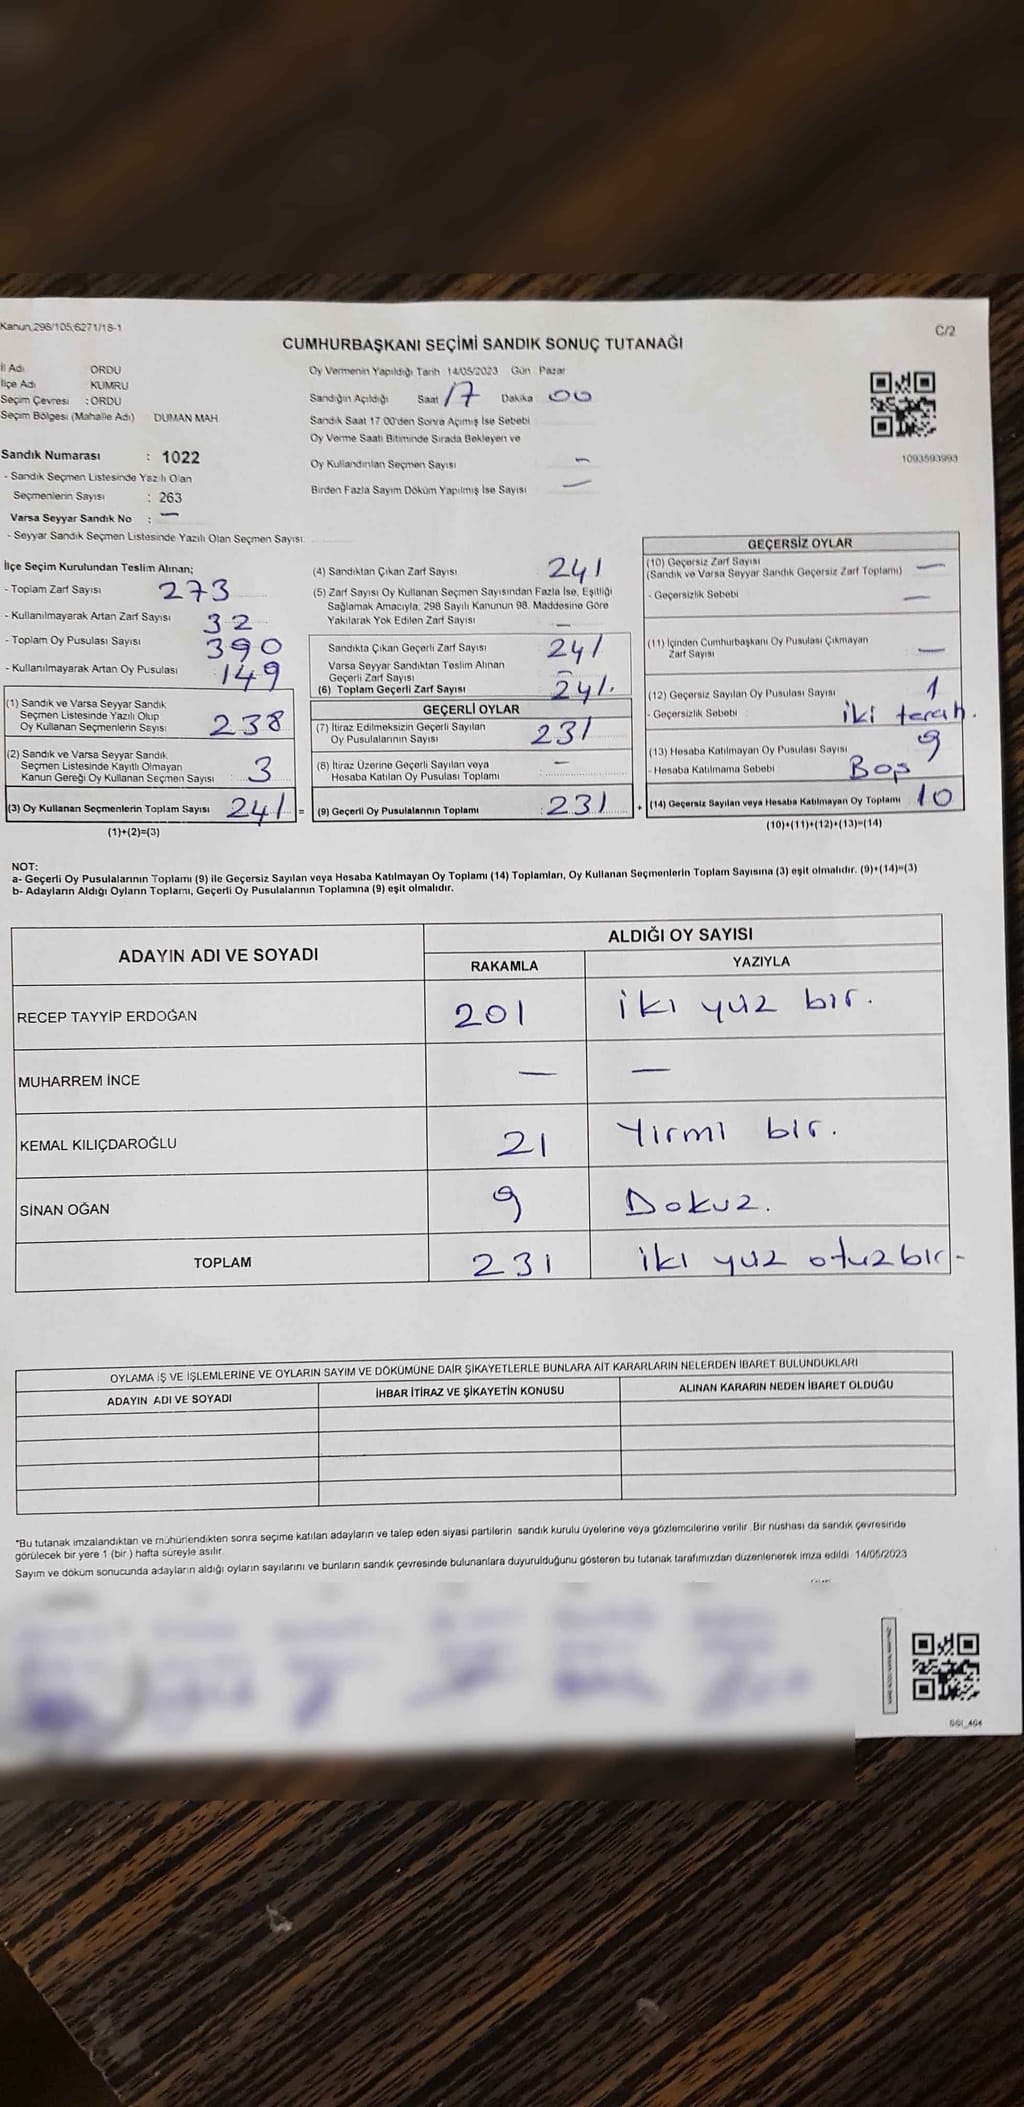 Kanun,298/105,6271/18-1
C/2
CUMHURBAŞKANI SEÇİMİ SANDIK SONUÇ TUTANAĞI
İl Adı ORDU
İlçe Adı KUMRU
Seçim Çevresi : ORDU
Seçim Bölgesi (Mahalle Adı) DUMAN MAH
Sandık Numarası : 1022
- Sandık Seçmen Listesinde Yazılı Olan
Seçmenlerin Sayısı : 263
Varsa Seyyar Sandık No : —
- Seyyar Sandık Seçmen Listesinde Yazılı Olan Seçmen Sayısı
Oy Vermenin Yapıldığı Tarih 14/05/2023 Gün Pazar
Sandığın Açıldığı Saat 17 Dakika 00
Sandık Saat 17.00'den Sonra Açımış İse Sebebi
Oy Verme Saati Bitiminde Sırada Bekleyen ve
Oy Kullandırılan Seçmen Sayısı —
Birden Fazla Sayım Döküm Yapılmış İse Sayısı —
1093593993
İlçe Seçim Kurulundan Teslim Alınan;
- Toplam Zarf Sayısı 273
- Kullanılmayarak Artan Zarf Sayısı 32
- Toplam Oy Pusulası Sayısı 390
- Kullanılmayarak Artan Oy Pusulası 149
(1) Sandık ve Varsa Seyyar Sandık
Seçmen Listesinde Yazılı Olup
Oy Kullanan Seçmenlerin Sayısı 238
(2) Sandık ve Varsa Seyyar Sandık
Seçmen Listesinde Kayıtlı Olmayan
Kanun Gereği Oy Kullanan Seçmen Sayısı 3
(3) Oy Kullanan Seçmenlerin Toplam Sayısı 241 =
(1)+(2)=(3)
(4) Sandıktan Çıkan Zarf Sayısı 241
(5) Zarf Sayısı Oy Kullanan Seçmen Sayısından Fazla İse, Eşitliği
Sağlamak Amacıyla, 298 Sayılı Kanunun 98. Maddesine Göre
Yakılarak Yok Edilen Zarf Sayısı —
Sandıkta Çıkan Geçerli Zarf Sayısı 241
Varsa Seyyar Sandıktan Teslim Alınan
Geçerli Zarf Sayısı —
(6) Toplam Geçerli Zarf Sayısı 241.
GEÇERLİ OYLAR
(7) İtiraz Edilmeksizin Geçerli Sayılan
Oy Pusulalarının Sayısı 231
(8) İtiraz Üzerine Geçerli Sayılan veya
Hesaba Katılan Oy Pusulası Toplamı —
(9) Geçerli Oy Pusulalarının Toplamı : 231 +
GEÇERSİZ OYLAR
(10) Geçersiz Zarf Sayısı —
(Sandık ve Varsa Seyyar Sandık Geçersiz Zarf Toplamı)
- Geçersizlik Sebebi —
(11) İçinden Cumhurbaşkanı Oy Pusulası Çıkmayan
Zarf Sayısı —
(12) Geçersiz Sayılan Oy Pusulası Sayısı 1
- Geçersizlik Sebebi : iki
(13) Hesaba Katılmayan Oy Pusulası Sayısı 9
- Hesaba Katılmama Sebebi Boş
(14) Geçersiz Sayılan veya Hesaba Katılmayan Oy Toplamı 10
(10)+(11)+(12)+(13)=(14)
NOT:
a- Geçerli Oy Pusulalarının Toplamı (9) ile Geçersiz Sayılan veya Hesaba Katılmayan Oy Toplamı (14) Toplamları, Oy Kullanan Seçmenlerin Toplam Sayısına (3) eşit olmalıdır. (9)+(14)=(3)
b- Adayların Aldığı Oyların Toplamı, Geçerli Oy Pusulalarının Toplamına (9) eşit olmalıdır.
ADAYIN ADI VE SOYADI
ALDIĞI OY SAYISI
RAKAMLA YAZIYLA
RECEP TAYYİP ERDOĞAN 201 iki yüz bir.
MUHARREM İNCE — —
KEMAL KILIÇDAROĞLU 21 Yirmi bir.
SİNAN OĞAN 9 Dokuz.
TOPLAM 231 iki yuz otuzbir-
OYLAMA İŞ VE İŞLEMLERİNE VE OYLARIN SAYIM VE DÖKÜMÜNE DAİR ŞİKAYETLERLE BUNLARA AİT KARARLARIN NELERDEN İBARET BULUNDUKLARI
ADAYIN ADI VE SOYADI İHBAR İTİRAZ VE ŞİKAYETİN KONUSU ALINAN KARARIN NEDEN İBARET OLDUĞU
*Bu tutanak imzalandıktan ve mühürlendikten sonra seçime katılan adayların ve talep eden siyasi partilerin sandık kurulu üyelerine veya gözlemcilerine verilir. Bir nüshası da sandık çevresinde
görülecek bir yere 1 (bir) hafta süreyle asılır.
Sayım ve döküm sonucunda adayların aldığı oyların sayılarını ve bunların sandık çevresinde bulunanlara duyurulduğunu gösteren bu tutanak tarafımızdan düzenlenerek imza edildi. 14/05/2023